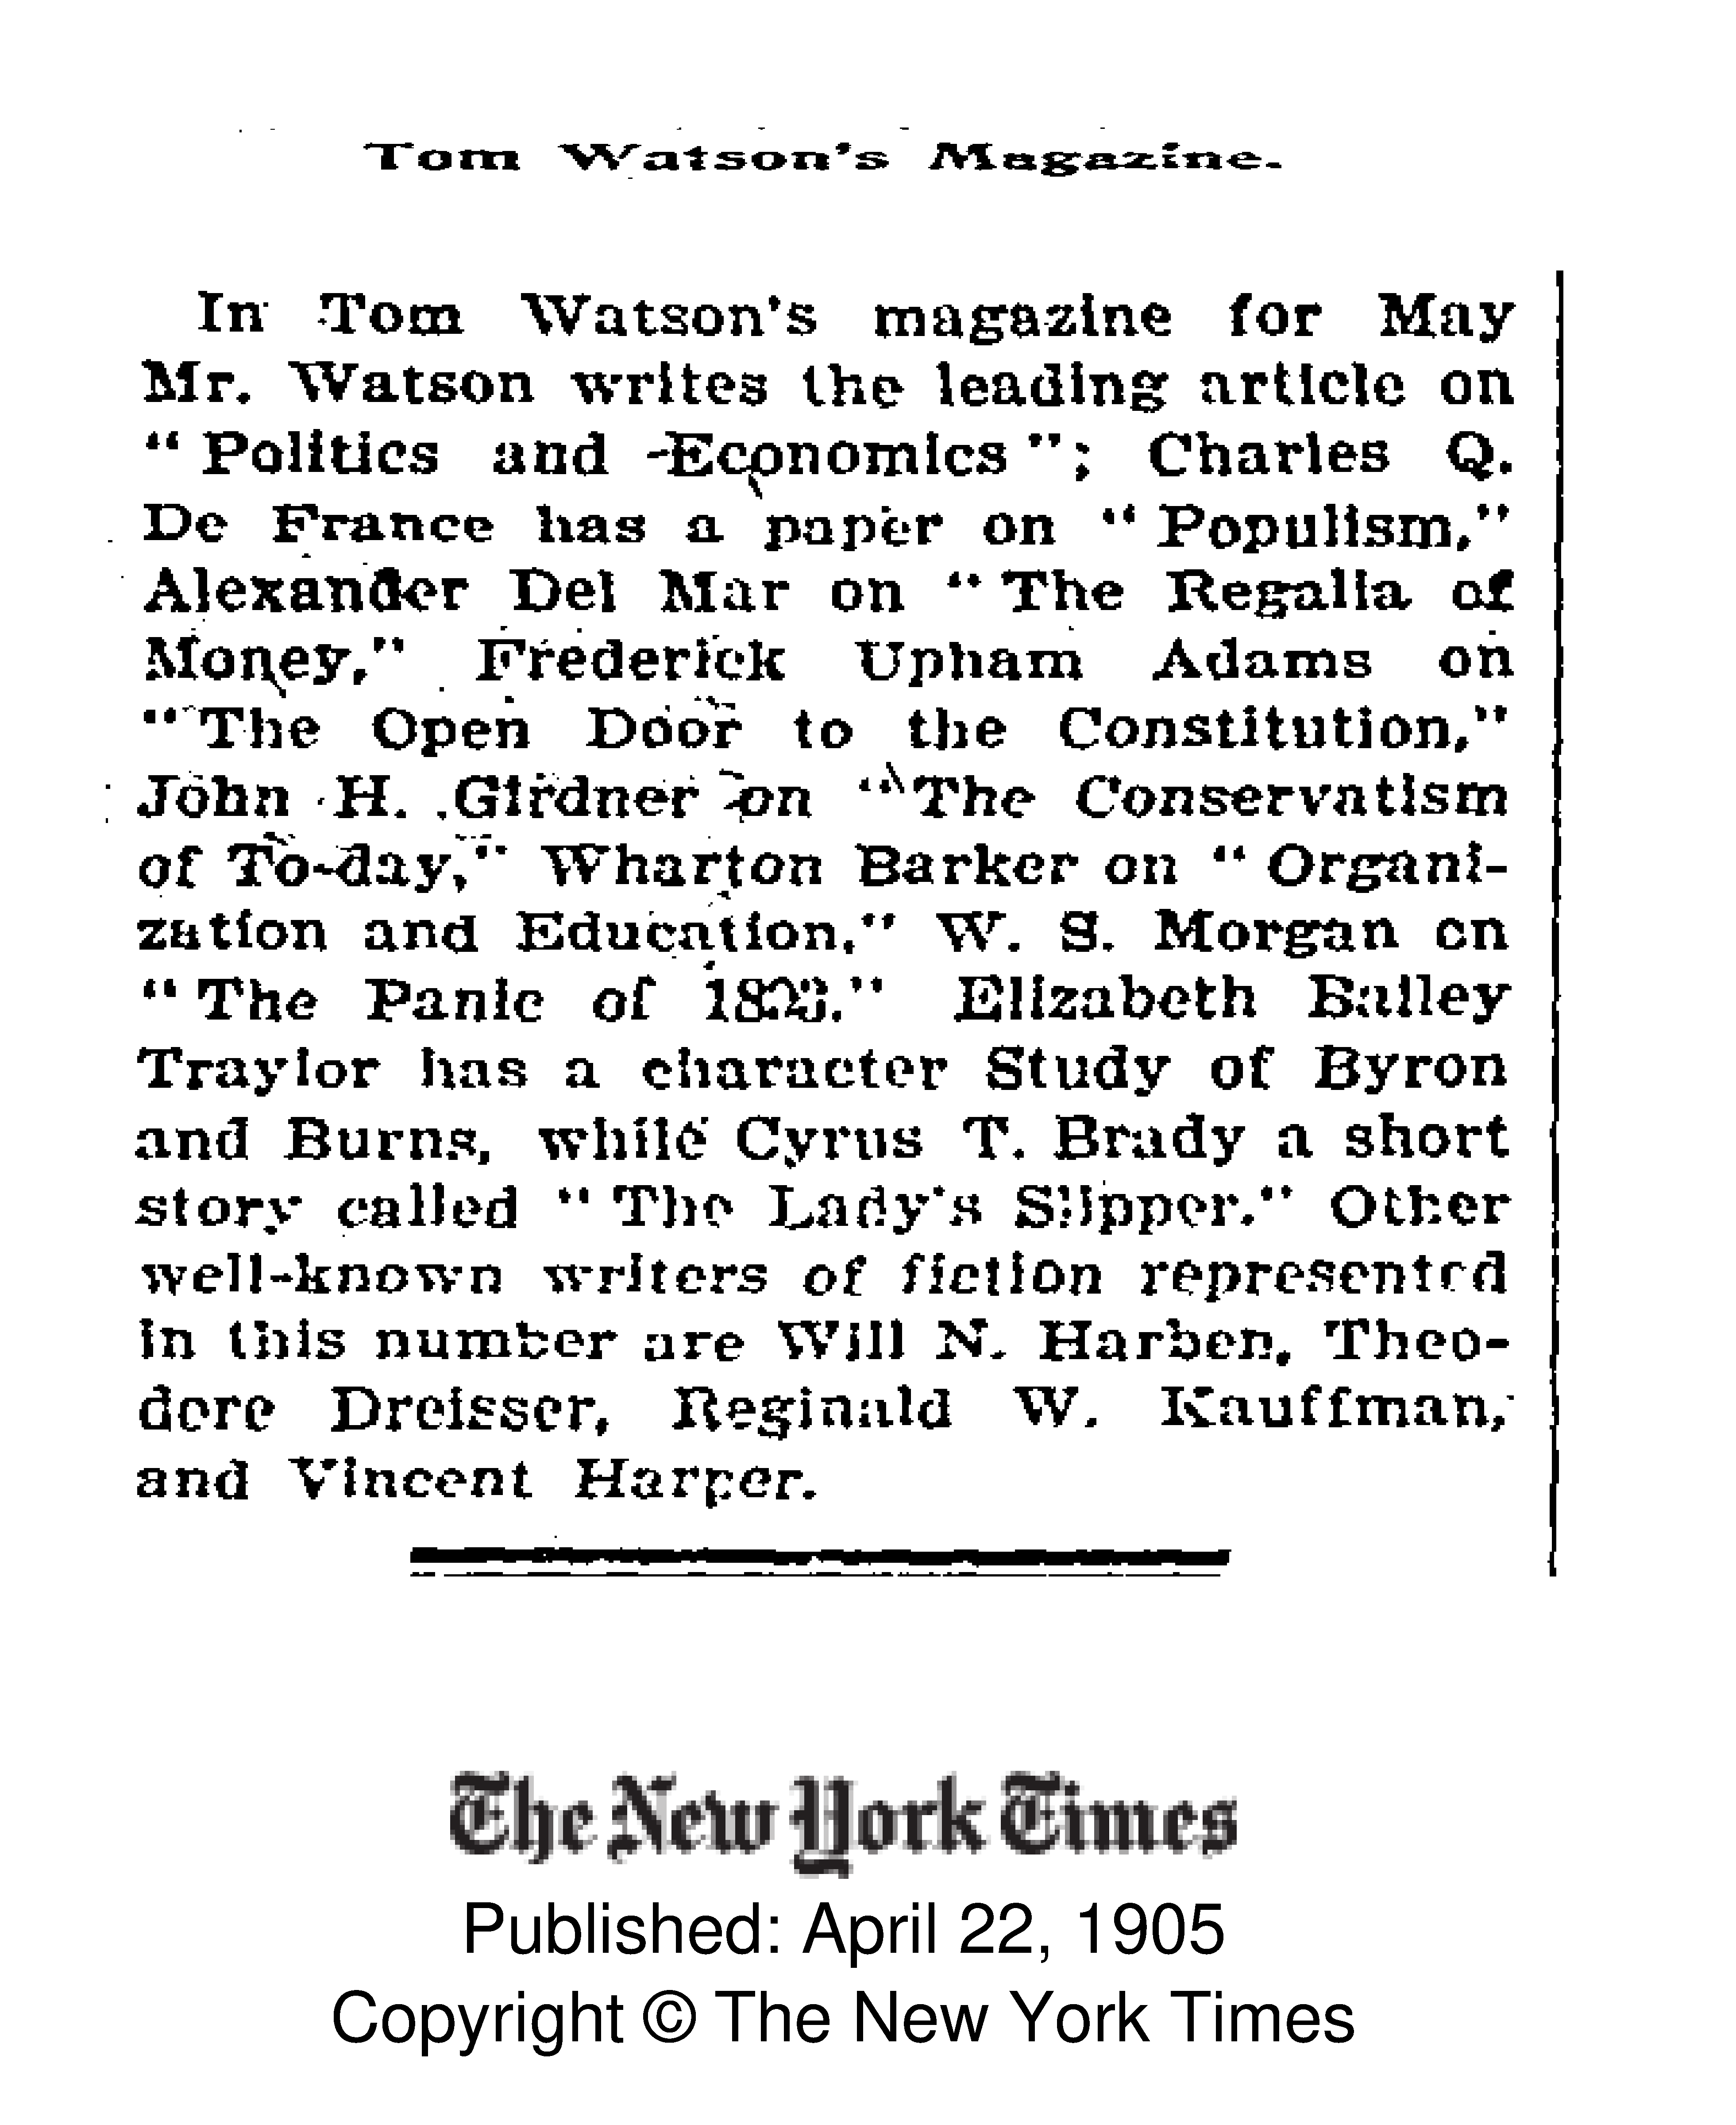 Tom Watson's Magazine.
In Tom Watson's magazine for May
Mr. Watson writes the leading article on
" Politics and Economics "; Charles Q.
De France has a paper on " Populism,"
Alexander Del Mar on " The Regalia of
Money," Frederick Upham Adams on
" The Open Door to the Constitution,"
John H. Girdner on " The Conservatism
of To-day," Wharton Barker on " Organi-
zation and Education," W. S. Morgan on
" The Panic of Elizabeth Bailey
Traylor has a character Study of Byron
and Burns, while Cyrus T. Brady a short
story called " The Lady's Slipper." Other
well-known writers of fiction represented
in this number are Will N. Harben, Theo-
dore Dreisser, Reginald W. Kauffman,
and Vincent Harper.
The New York Times
Published: April 22, 1905
Copyright © The New York Times